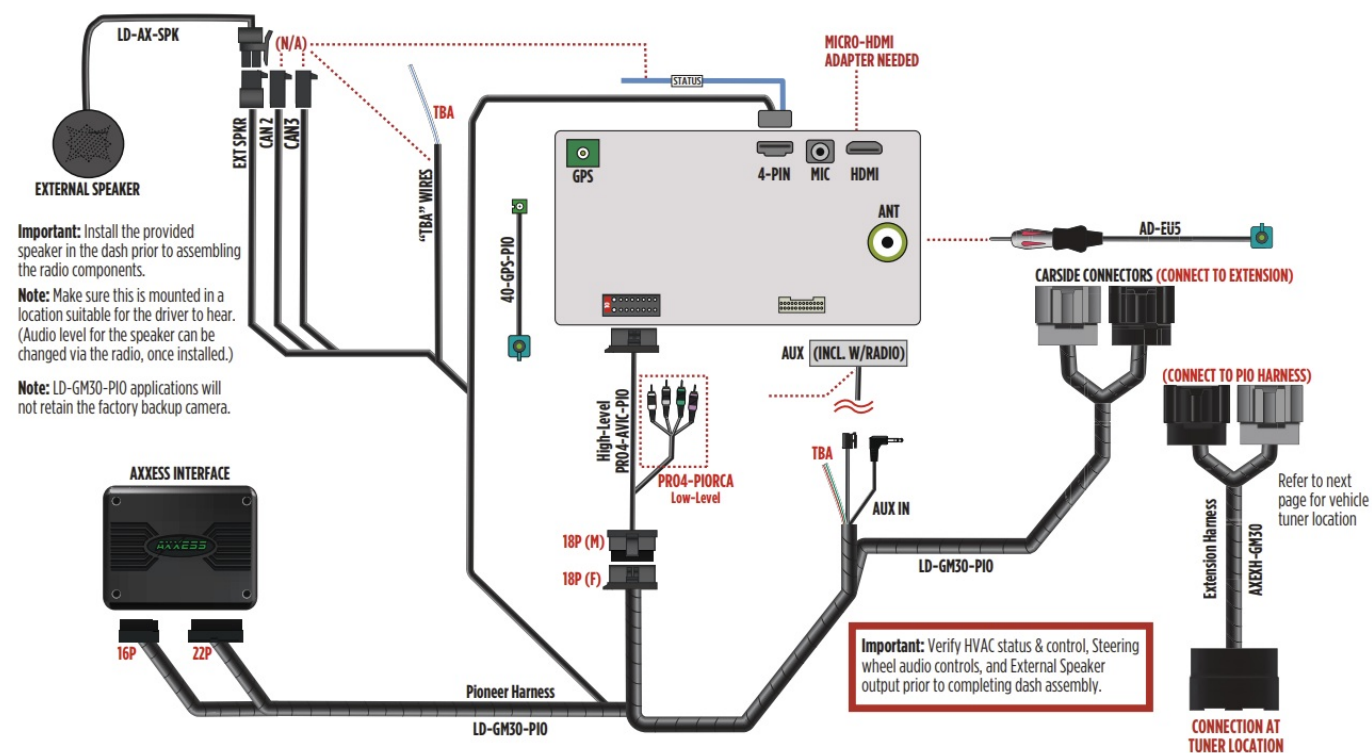 LD-AX-SPK
(N/A)
EXTERNAL SPEAKER
EXT SPKR
CAN 2
CAN3
TBA
"TBA" WIRES
STATUS
MICRO-HDMI
ADAPTER NEEDED
GPS
4-PIN
MIC
HDMI
ANT
AD-EU5
40-GPS-PIO
Important: Install the provided
speaker in the dash prior to assembling
the radio components.
Note: Make sure this is mounted in a
location suitable for the driver to hear.
(Audio level for the speaker can be
changed via the radio, once installed.)
Note: LD-GM30-PIO applications will
not retain the factory backup camera.
CARSIDE CONNECTORS (CONNECT TO EXTENSION)
(CONNECT TO PIO HARNESS)
AUX (INCL. W/RADIO)
High-Level
PRO4-AVIC-PIO
PRO4-PIORCA
Low-Level
TBA
AUX IN
Refer to next
page for vehicle
tuner location
AXXESS INTERFACE
AXXESS
18P (M)
18P (F)
LD-GM30-PIO
Extension Harness
AXEXH-GM30
16P
22P
Pioneer Harness
LD-GM30-PIO
Important: Verify HVAC status & control, Steering
wheel audio controls, and External Speaker
output prior to completing dash assembly.
CONNECTION AT
TUNER LOCATION